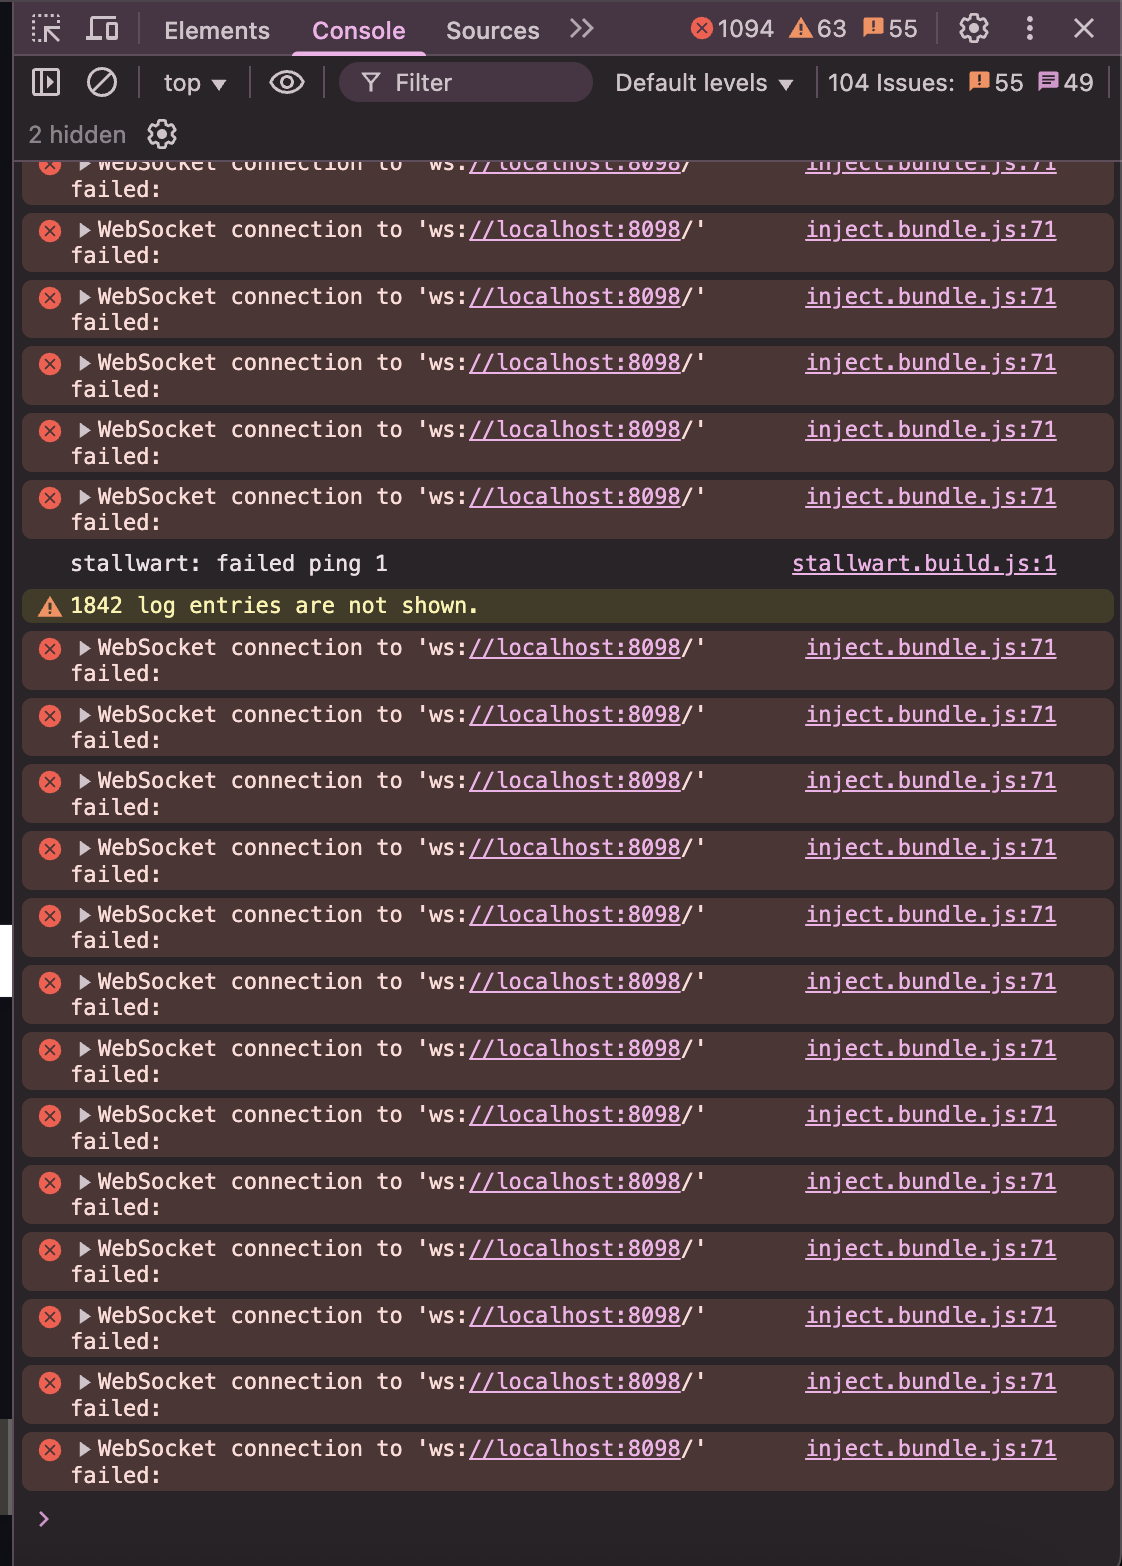 Elements Console Sources 1094 63 55
top Filter Default levels 104 Issues: 55 49
2 hidden
WebSocket connection to 'ws://localhost:8098/' inject.bundle.js:71
failed:
WebSocket connection to 'ws://localhost:8098/' inject.bundle.js:71
failed:
WebSocket connection to 'ws://localhost:8098/' inject.bundle.js:71
failed:
WebSocket connection to 'ws://localhost:8098/' inject.bundle.js:71
failed:
WebSocket connection to 'ws://localhost:8098/' inject.bundle.js:71
failed:
WebSocket connection to 'ws://localhost:8098/' inject.bundle.js:71
failed:
stallwart: failed ping 1 stallwart.build.js:1
1842 log entries are not shown.
WebSocket connection to 'ws://localhost:8098/' inject.bundle.js:71
failed:
WebSocket connection to 'ws://localhost:8098/' inject.bundle.js:71
failed:
WebSocket connection to 'ws://localhost:8098/' inject.bundle.js:71
failed:
WebSocket connection to 'ws://localhost:8098/' inject.bundle.js:71
failed:
WebSocket connection to 'ws://localhost:8098/' inject.bundle.js:71
failed:
WebSocket connection to 'ws://localhost:8098/' inject.bundle.js:71
failed:
WebSocket connection to 'ws://localhost:8098/' inject.bundle.js:71
failed:
WebSocket connection to 'ws://localhost:8098/' inject.bundle.js:71
failed:
WebSocket connection to 'ws://localhost:8098/' inject.bundle.js:71
failed:
WebSocket connection to 'ws://localhost:8098/' inject.bundle.js:71
failed:
WebSocket connection to 'ws://localhost:8098/' inject.bundle.js:71
failed:
WebSocket connection to 'ws://localhost:8098/' inject.bundle.js:71
failed:
WebSocket connection to 'ws://localhost:8098/' inject.bundle.js:71
failed: